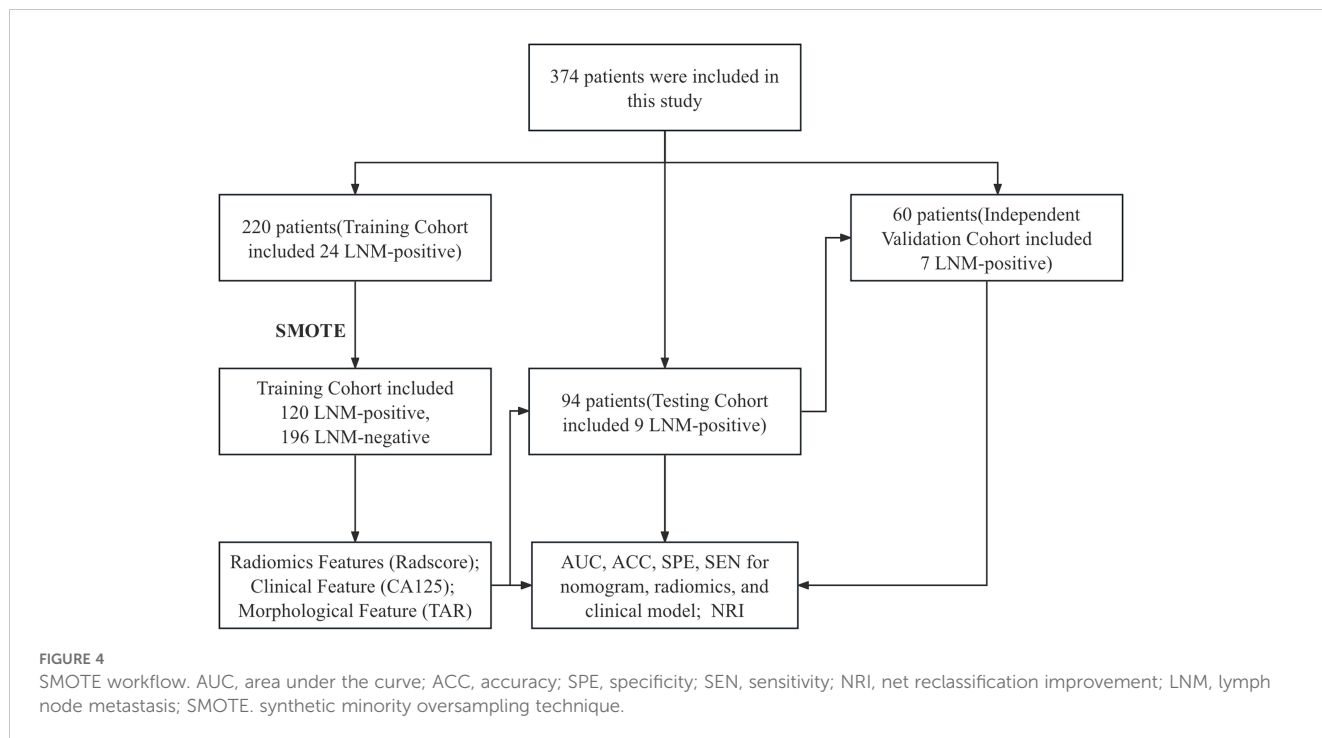 374 patients were included in
this study
220 patients(Training Cohort
included 24 LNM-positive)
60 patients(Independent
Validation Cohort included
7 LNM-positive)
SMOTE
Training Cohort included
120 LNM-positive,
196 LNM-negative
94 patients(Testing Cohort
included 9 LNM-positive)
Radiomics Features (Radscore);
Clinical Feature (CA125);
Morphological Feature (TAR)
AUC, ACC, SPE, SEN for
nomogram, radiomics, and
clinical model; NRI
FIGURE 4
SMOTE workflow. AUC, area under the curve; ACC, accuracy; SPE, specificity; SEN, sensitivity; NRI, net reclassification improvement; LNM, lymph
node metastasis; SMOTE. synthetic minority oversampling technique.